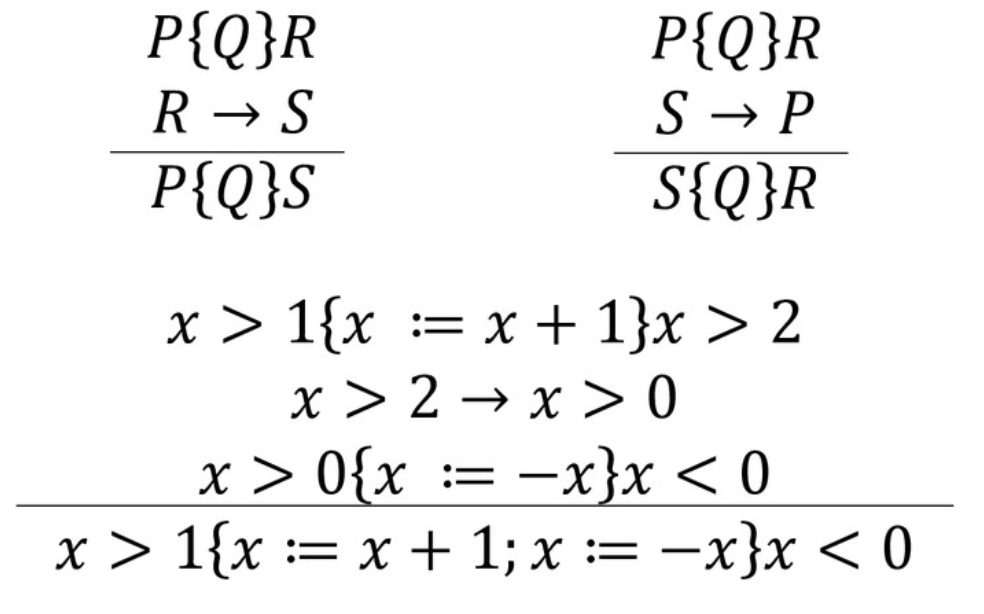 P{Q}R
R → S
P{Q}S
P{Q}R
S → P
S{Q}R
x > 1{x := x + 1}x > 2
x > 2 → x > 0
x > 0{x := −x}x < 0
x > 1{x := x + 1; x := −x}x < 0